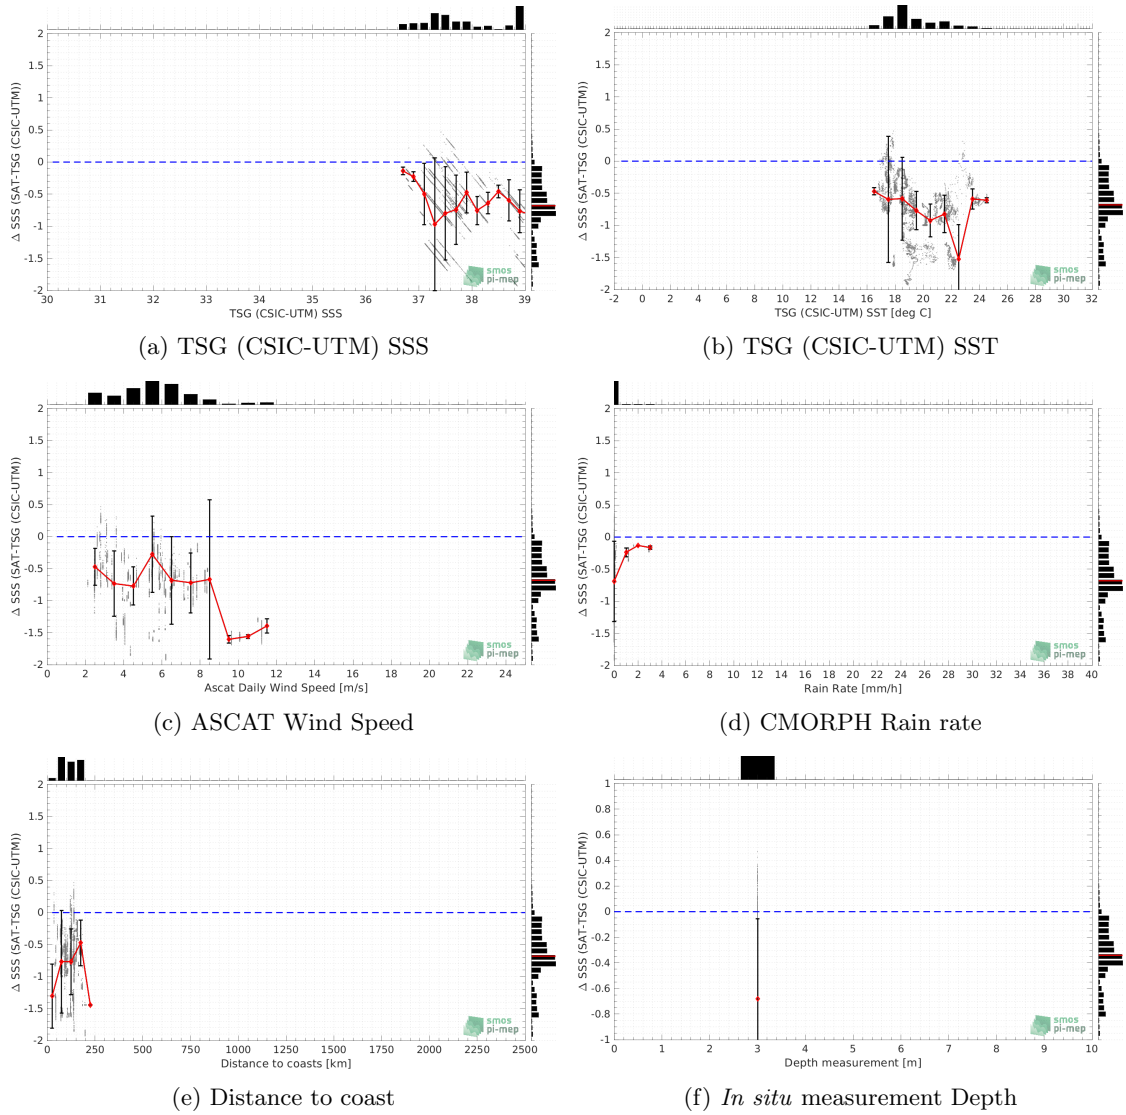 2
1.5
1
0.5
0
-0.5
-1
-1.5
-2
Δ SSS (SAT-TSG (CSIC-UTM))
30 31 32 33 34 35 36 37 38 39
TSG (CSIC-UTM) SSS
smos
pi-mep
(a) TSG (CSIC-UTM) SSS
2
1.5
1
0.5
0
-0.5
-1
-1.5
-2
Δ SSS (SAT-TSG (CSIC-UTM))
-2 0 2 4 6 8 10 12 14 16 18 20 22 24 26 28 30 32
TSG (CSIC-UTM) SST [deg C]
smos
pi-mep
(b) TSG (CSIC-UTM) SST
2
1.5
1
0.5
0
-0.5
-1
-1.5
-2
Δ SSS (SAT-TSG (CSIC-UTM))
0 2 4 6 8 10 12 14 16 18 20 22 24
Ascat Daily Wind Speed [m/s]
smos
pi-mep
(c) ASCAT Wind Speed
2
1.5
1
0.5
0
-0.5
-1
-1.5
-2
Δ SSS (SAT-TSG (CSIC-UTM))
0 2 4 6 8 10 12 14 16 18 20 22 24 26 28 30 32 34 36 38 40
Rain Rate [mm/h]
smos
pi-mep
(d) CMORPH Rain rate
2
1.5
1
0.5
0
-0.5
-1
-1.5
-2
Δ SSS (SAT-TSG (CSIC-UTM))
0 250 500 750 1000 1250 1500 1750 2000 2250 2500
Distance to coasts [km]
smos
pi-mep
(e) Distance to coast
1
0.8
0.6
0.4
0.2
0
-0.2
-0.4
-0.6
-0.8
-1
Δ SSS (SAT-TSG (CSIC-UTM))
0 1 2 3 4 5 6 7 8 9 10
Depth measurement [m]
smos
pi-mep
(f) In situ measurement Depth